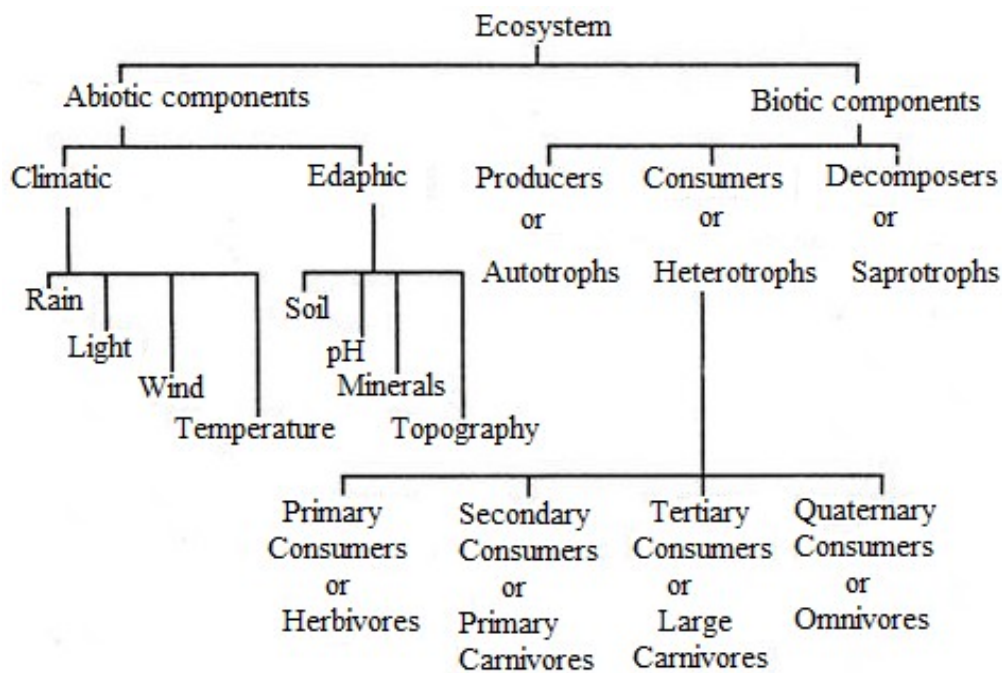 Ecosystem
Abiotic components
Biotic components
Climatic
Edaphic
Producers
or
Autotrophs
Consumers
or
Heterotrophs
Decomposers
or
Saprotrophs
Rain
Light
Wind
Temperature
Soil
pH
Minerals
Topography
Primary
Consumers
or
Herbivores
Secondary
Consumers
or
Primary
Carnivores
Tertiary
Consumers
or
Large
Carnivores
Quaternary
Consumers
or
Omnivores